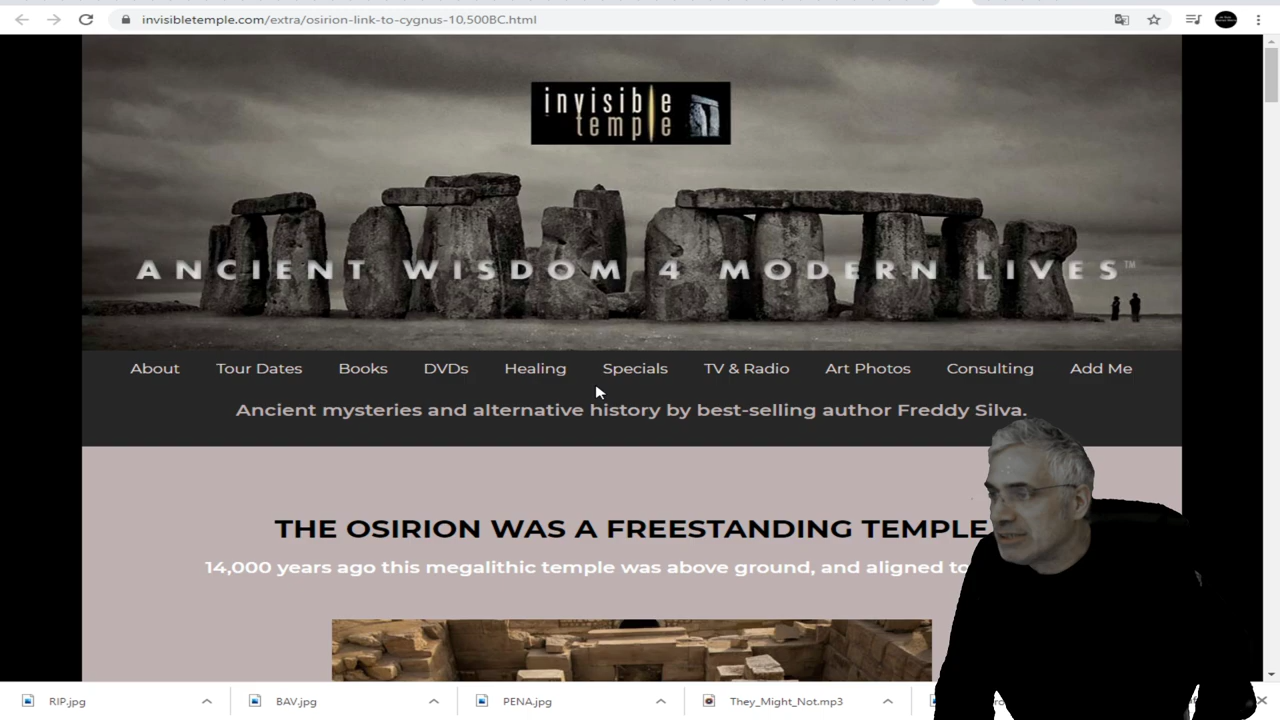 invisibletemple.com/extra/osirion-link-to-cygnus-10,500BC.html
invisible
temple
ANCIENT WISDOM 4 MODERN LIVES™
About Tour Dates Books DVDs Healing Specials TV & Radio Art Photos Consulting Add Me
Ancient mysteries and alternative history by best-selling author Freddy Silva.
THE OSIRION WAS A FREESTANDING TEMPLE
14,000 years ago this megalithic temple was above ground, and aligned to
RIP.jpg BAV.jpg PENA.jpg They_Might_Not.mp3